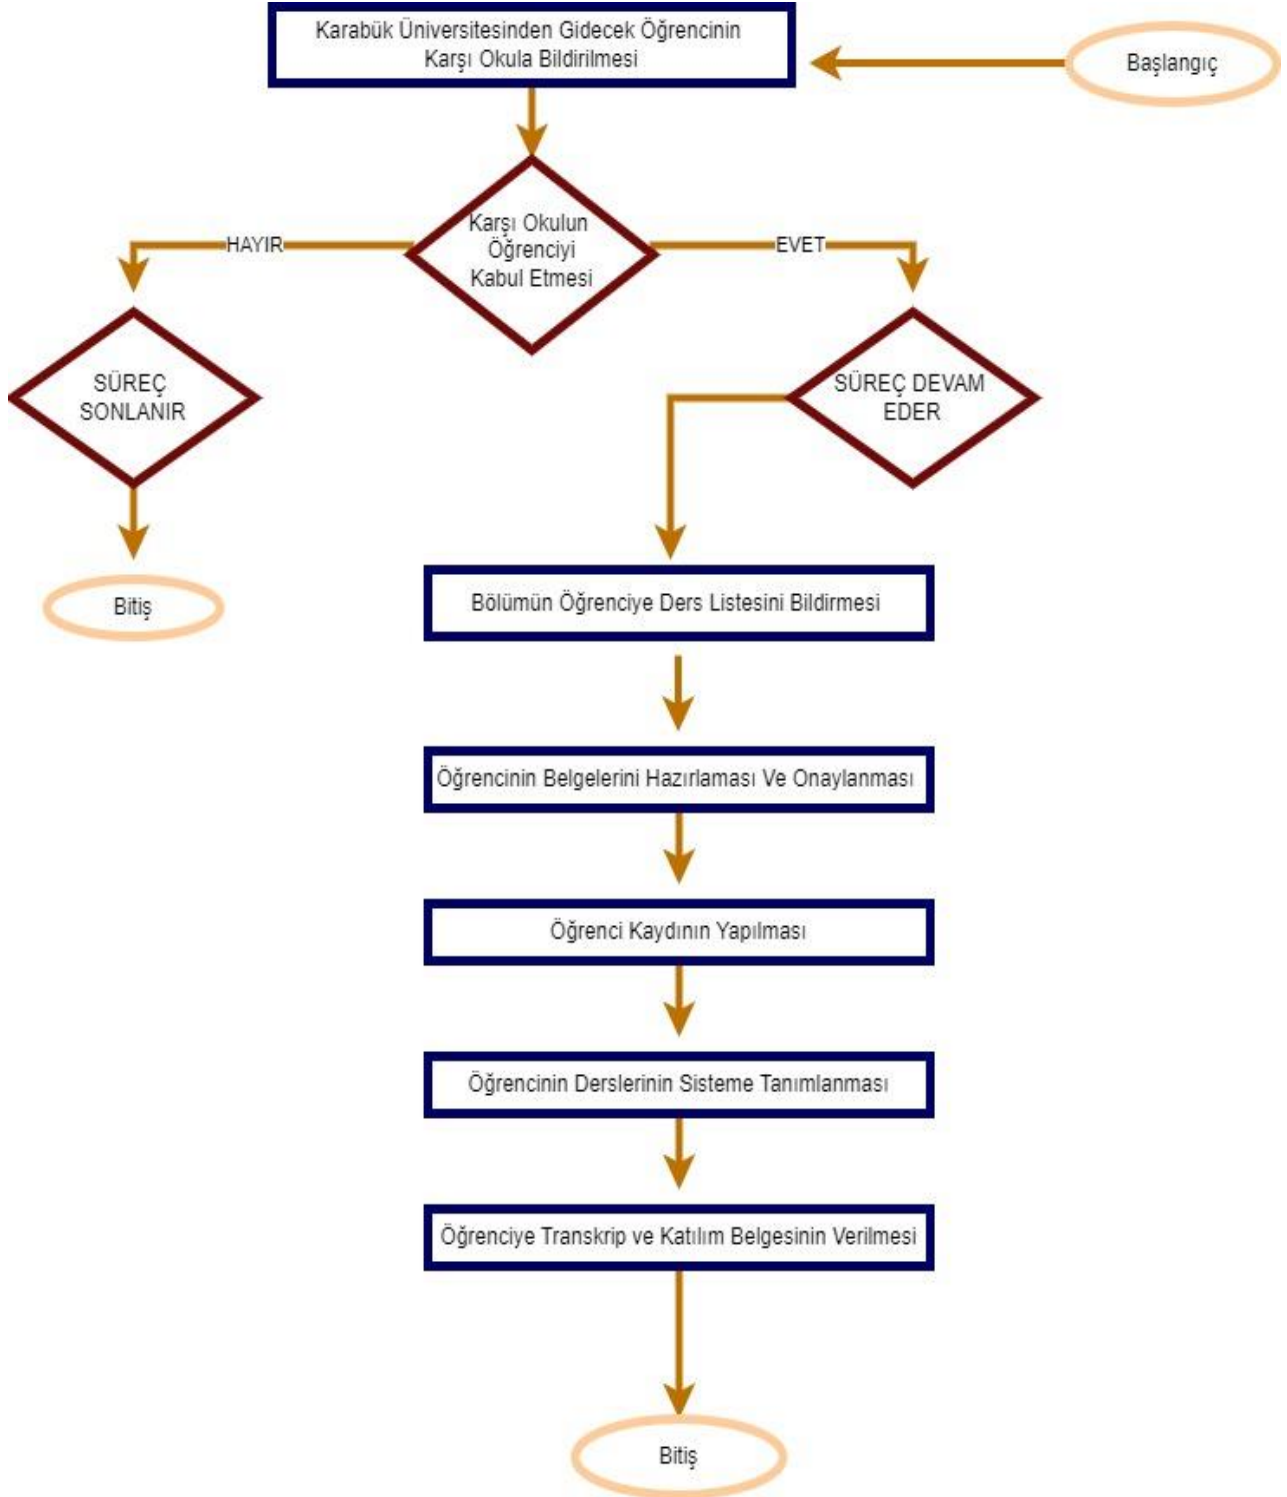 Karabük Üniversitesinden Gidecek Öğrencinin
Karşı Okula Bildirilmesi
Başlangıç
Karşı Okulun
Öğrenciyi
Kabul Etmesi
HAYIR
EVET
SÜREÇ
SONLANIR
SÜREÇ DEVAM
EDER
Bitiş
Bölümün Öğrenciye Ders Listesini Bildirmesi
Öğrencinin Belgelerini Hazırlaması Ve Onaylanması
Öğrenci Kaydının Yapılması
Öğrencinin Derslerinin Sisteme Tanımlanması
Öğrenciye Transkrip ve Katılım Belgesinin Verilmesi
Bitiş